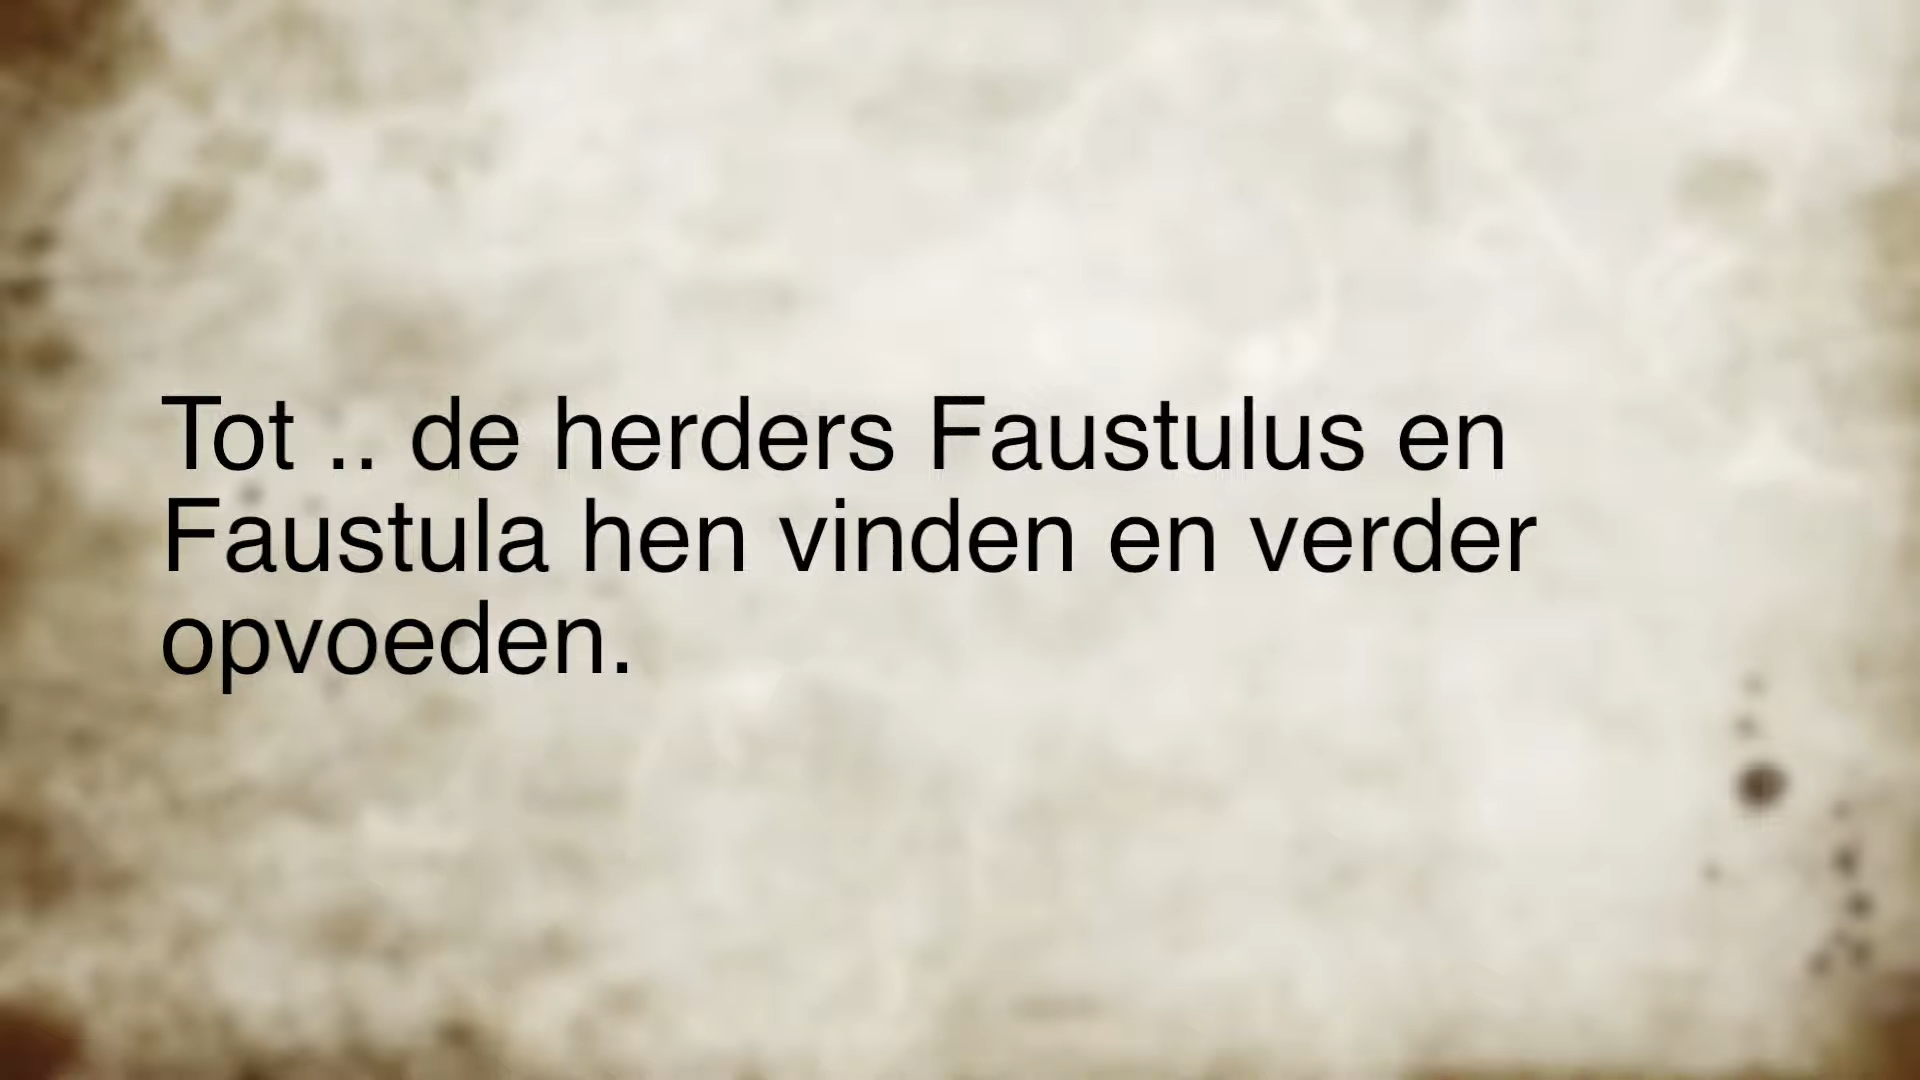 Tot .. de herders Faustulus en
Faustula hen vinden en verder
opvoeden.